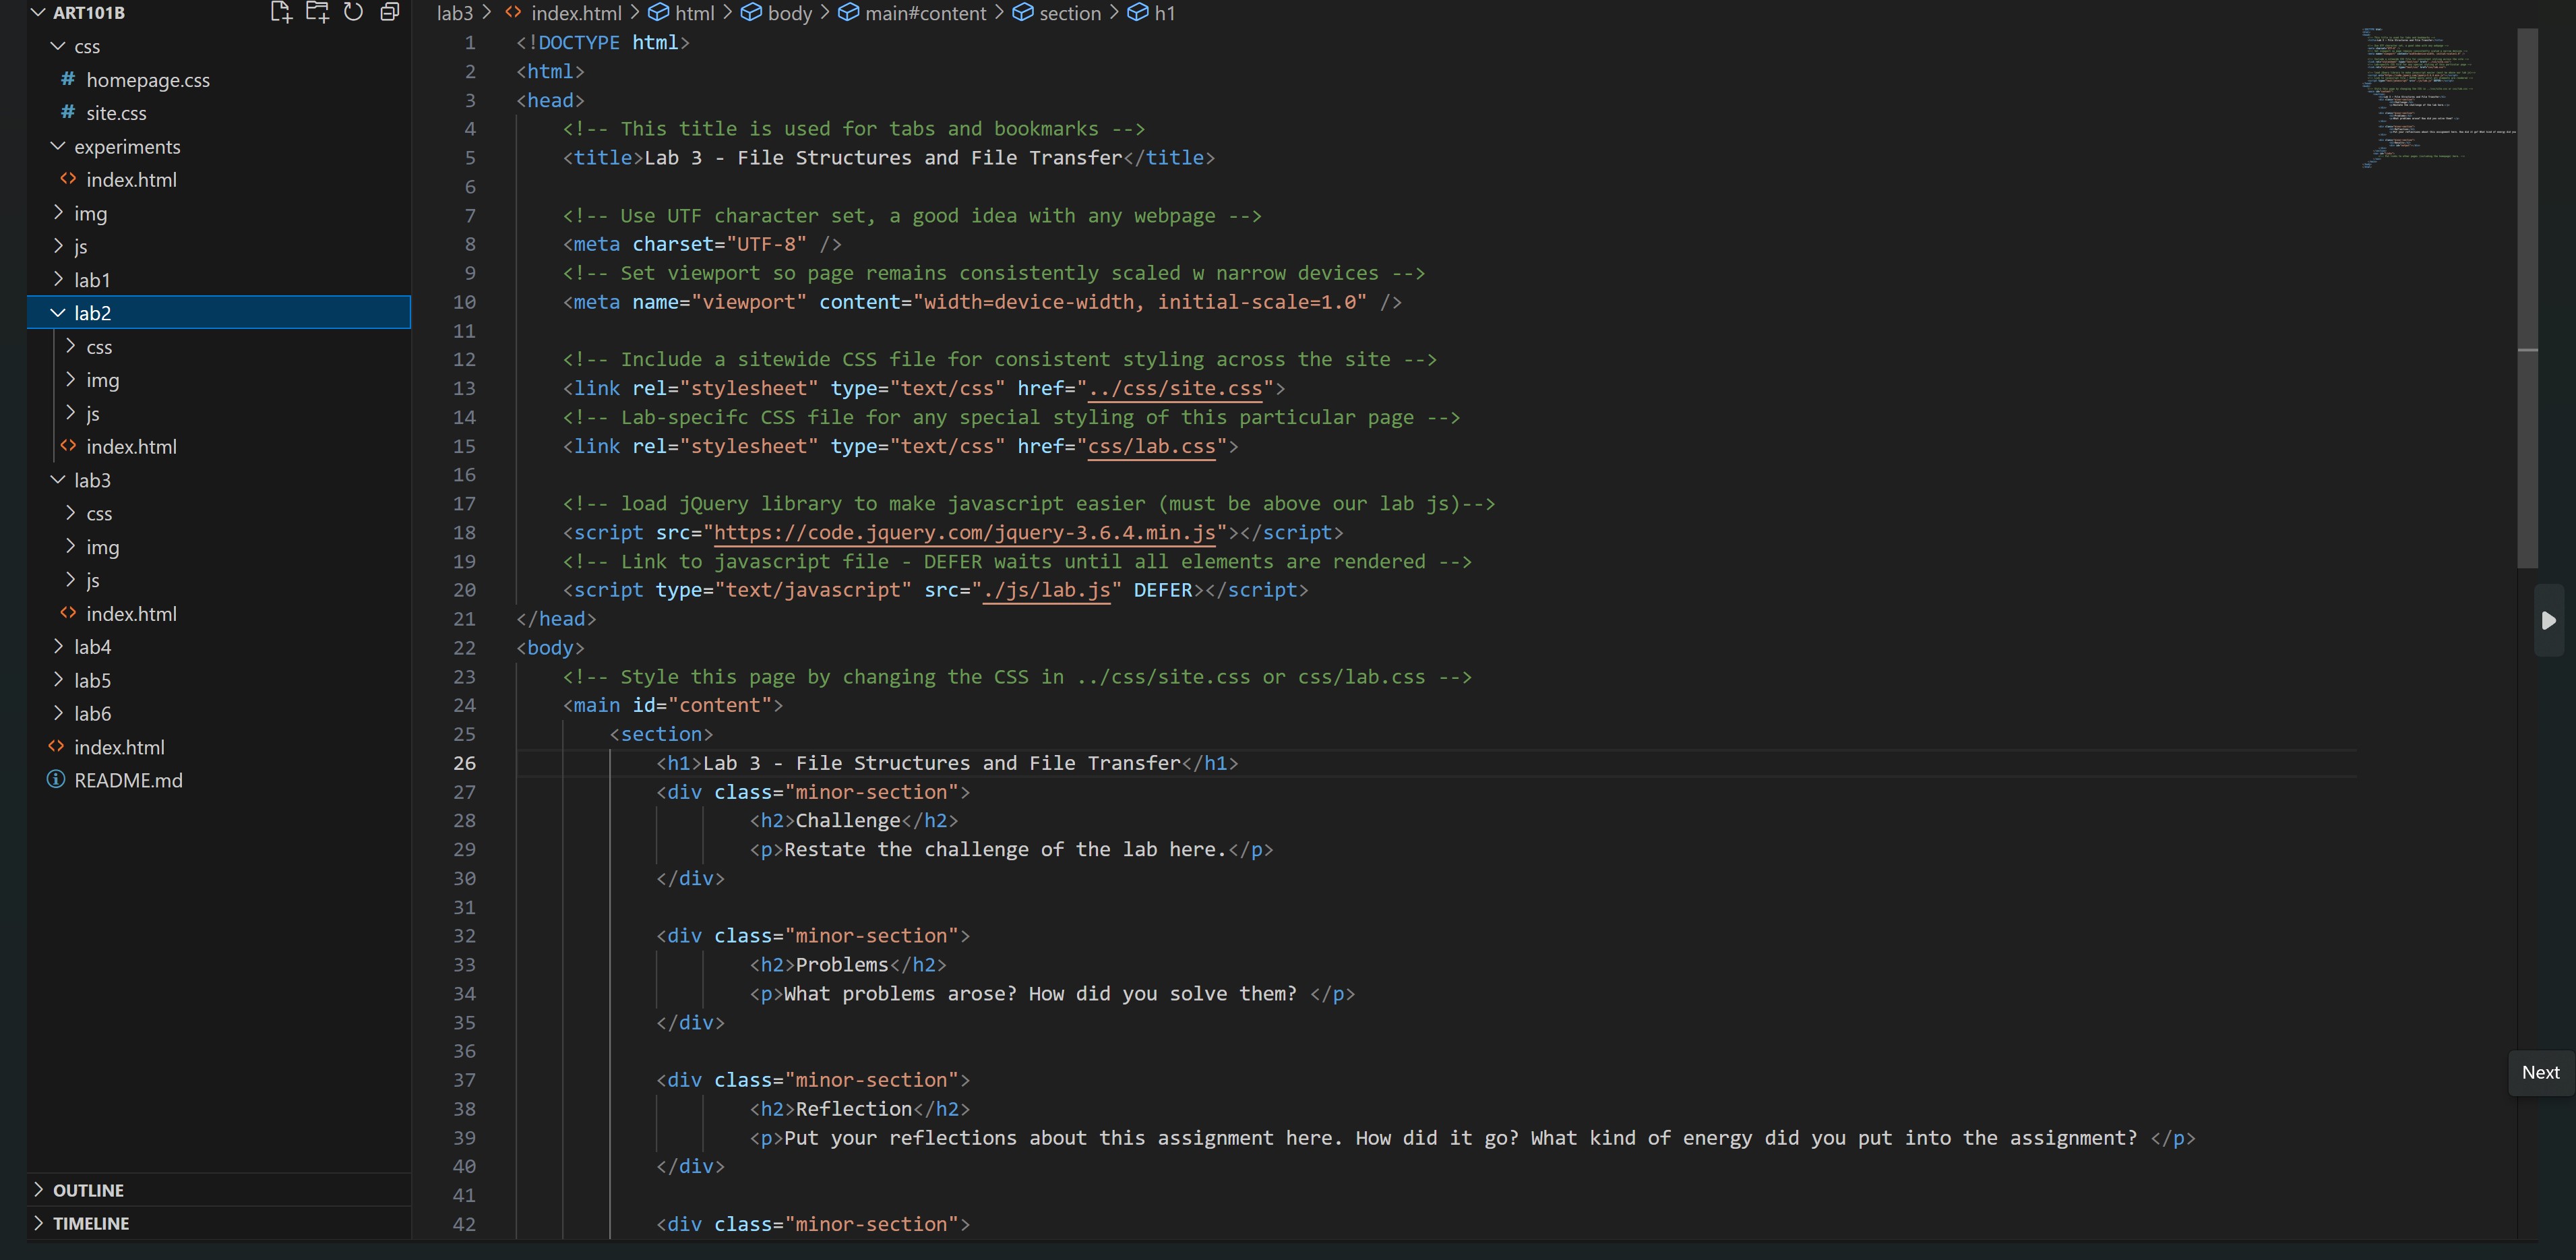 ART101B
css
homepage.css
site.css
experiments
index.html
img
js
lab1
lab2
css
img
js
index.html
lab3
css
img
js
index.html
lab4
lab5
lab6
index.html
README.md
OUTLINE
TIMELINE
lab3 > index.html > html > body > main#content > section > h1
1 <!DOCTYPE html>
2 <html>
3 <head>
4 <!-- This title is used for tabs and bookmarks -->
5 <title>Lab 3 - File Structures and File Transfer</title>
6
7 <!-- Use UTF character set, a good idea with any webpage -->
8 <meta charset="UTF-8" />
9 <!-- Set viewport so page remains consistently scaled w narrow devices -->
10 <meta name="viewport" content="width=device-width, initial-scale=1.0" />
11
12 <!-- Include a sitewide CSS file for consistent styling across the site -->
13 <link rel="stylesheet" type="text/css" href="../css/site.css">
14 <!-- Lab-specifc CSS file for any special styling of this particular page -->
15 <link rel="stylesheet" type="text/css" href="css/lab.css">
16
17 <!-- load jQuery library to make javascript easier (must be above our lab js)-->
18 <script src="https://code.jquery.com/jquery-3.6.4.min.js"></script>
19 <!-- Link to javascript file - DEFER waits until all elements are rendered -->
20 <script type="text/javascript" src="./js/lab.js" DEFER></script>
21 </head>
22 <body>
23 <!-- Style this page by changing the CSS in ../css/site.css or css/lab.css -->
24 <main id="content">
25 <section>
26 <h1>Lab 3 - File Structures and File Transfer</h1>
27 <div class="minor-section">
28 <h2>Challenge</h2>
29 <p>Restate the challenge of the lab here.</p>
30 </div>
31
32 <div class="minor-section">
33 <h2>Problems</h2>
34 <p>What problems arose? How did you solve them? </p>
35 </div>
36
37 <div class="minor-section">
38 <h2>Reflection</h2>
39 <p>Put your reflections about this assignment here. How did it go? What kind of energy did you put into the assignment? </p>
40 </div>
41
42 <div class="minor-section">
Next